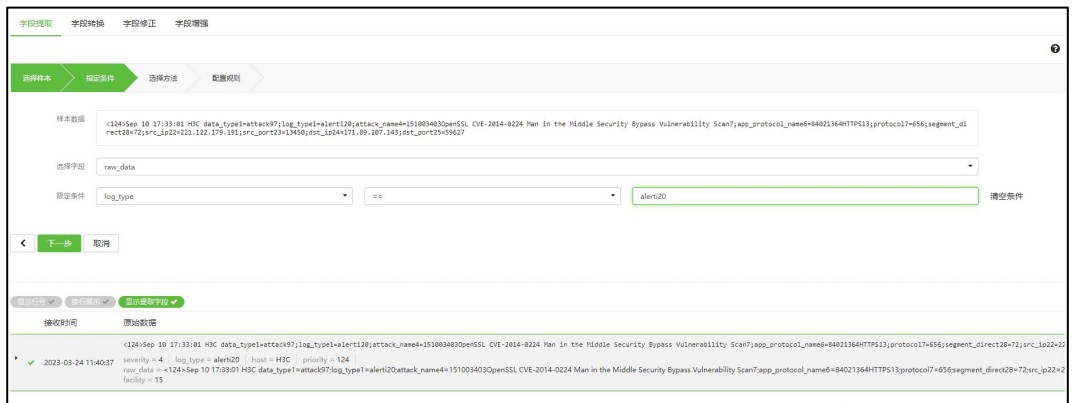 字段提取 字段转换 字段修正 字段增强
选择样本 指定条件 选择方法 配置规则
样本数据
<124>Sep 10 17:33:01 H3C data_type1=attack97;log_type1=alerti20;attack_name4=151003403OpenSSL CVE-2014-0224 Man in the Middle Security Bypass Vulnerability Scan7;app_protocol_name6=84021364HTTPS13;protocol7=656;segment_di
rect28=72;src_ip22=221.122.179.191;src_port23=13450;dst_ip24=171.89.207.143;dst_port25=59627
选择字段 raw_data
限定条件 log_type == alerti20 清空条件
下一步 取消
显示行号 换行展示 显示提取字段
接收时间 原始数据
<124>Sep 10 17:33:01 H3C data_type1=attack97;log_type1=alerti20;attack_name4=151003403OpenSSL CVE-2014-0224 Man in the Middle Security Bypass Vulnerability Scan7;app_protocol_name6=84021364HTTPS13;protocol7=656;segment_direct28=72;src_ip22=22
2023-03-24 11:40:37 severity = 4 log_type = alerti20 host = H3C priority = 124
raw_data = <124>Sep 10 17:33:01 H3C data_type1=attack97;log_type1=alerti20;attack_name4=151003403OpenSSL CVE-2014-0224 Man in the Middle Security Bypass Vulnerability Scan7;app_protocol_name6=84021364HTTPS13;protocol7=656;segment_direct28=72;src_ip22=2
facility = 15